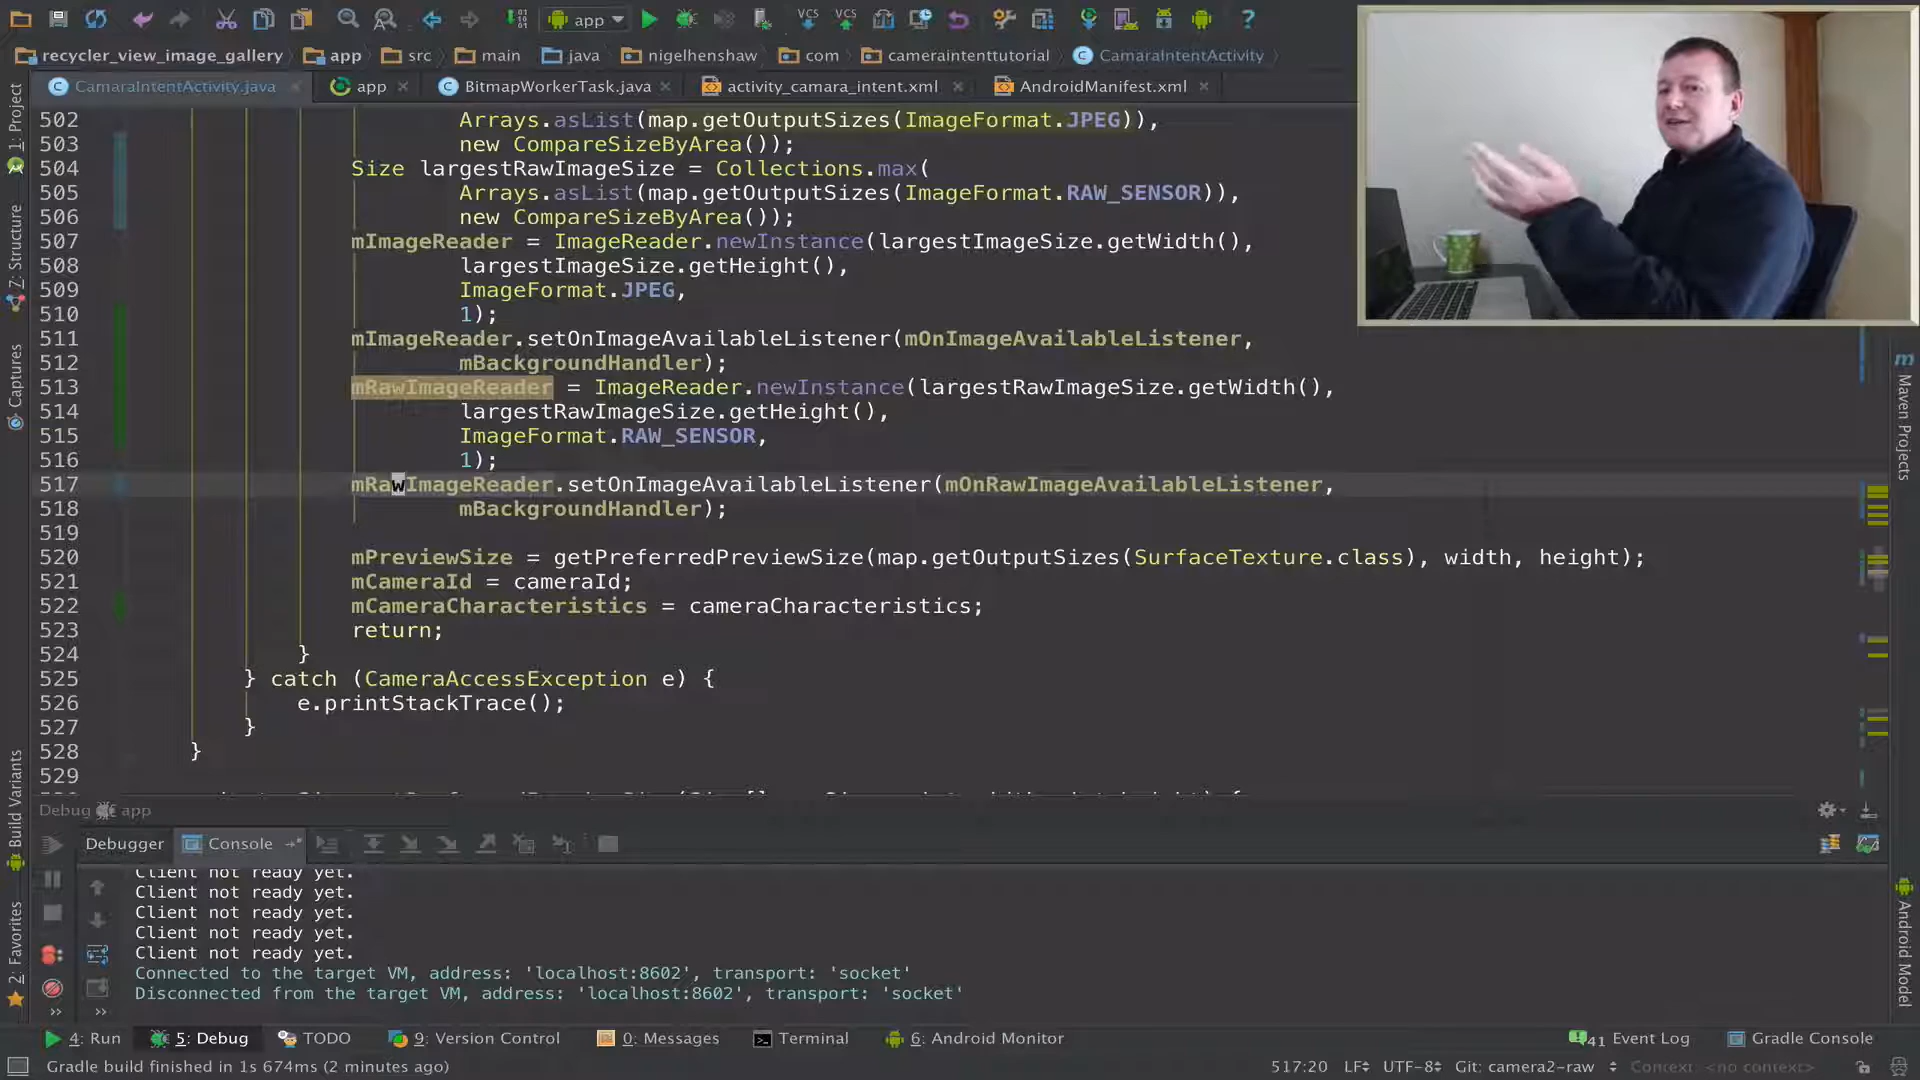 app
recycler_view_image_gallery app src main java nigelhenshaw com cameraintenttutorial CamaraIntentActivity
CamaraIntentActivity.java app BitmapWorkerTask.java activity_camara_intent.xml AndroidManifest.xml
1: Project
7: Structure
Captures
Build Variants
2: Favorites
502 Arrays.asList(map.getOutputSizes(ImageFormat.JPEG)),
503 new CompareSizeByArea());
504 Size largestRawImageSize = Collections.max(
505 Arrays.asList(map.getOutputSizes(ImageFormat.RAW_SENSOR)),
506 new CompareSizeByArea());
507 mImageReader = ImageReader.newInstance(largestImageSize.getWidth(),
508 largestImageSize.getHeight(),
509 ImageFormat.JPEG,
510 1);
511 mImageReader.setOnImageAvailableListener(mOnImageAvailableListener,
512 mBackgroundHandler);
513 mRawImageReader = ImageReader.newInstance(largestRawImageSize.getWidth(),
514 largestRawImageSize.getHeight(),
515 ImageFormat.RAW_SENSOR,
516 1);
517 mRawImageReader.setOnImageAvailableListener(mOnRawImageAvailableListener,
518 mBackgroundHandler);
519
520 mPreviewSize = getPreferredPreviewSize(map.getOutputSizes(SurfaceTexture.class), width, height);
521 mCameraId = cameraId;
522 mCameraCharacteristics = cameraCharacteristics;
523 return;
524 }
525 } catch (CameraAccessException e) {
526 e.printStackTrace();
527 }
528 }
529
m Maven Projects
Android Model
Debug app
Debugger Console
Client not ready yet.
Client not ready yet.
Client not ready yet.
Client not ready yet.
Client not ready yet.
Connected to the target VM, address: 'localhost:8602', transport: 'socket'
Disconnected from the target VM, address: 'localhost:8602', transport: 'socket'
4: Run 5: Debug TODO 9: Version Control 0: Messages Terminal 6: Android Monitor 41 Event Log Gradle Console
Gradle build finished in 1s 674ms (2 minutes ago) 517:20 LF UTF-8 Git: camera2-raw Context: <no context>